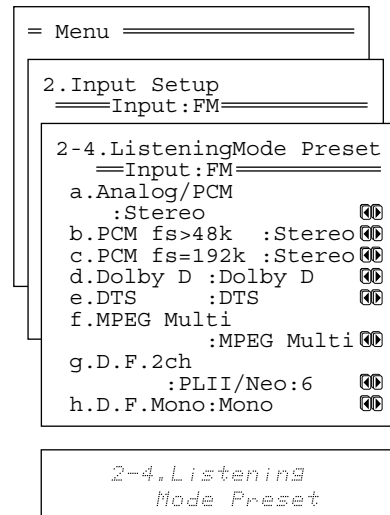 = Menu
2.Input Setup
Input:FM
2-4.ListeningMode Preset
Input:FM
a.Analog/PCM
:Stereo
b.PCM fs>48k :Stereo
c.PCM fs=192k :Stereo
d.Dolby D :Dolby D
e.DTS :DTS
f.MPEG Multi
:MPEG Multi
g.D.F.2ch
:PLII/Neo:6
h.D.F.Mono:Mono
2-4.Listening
Mode Preset